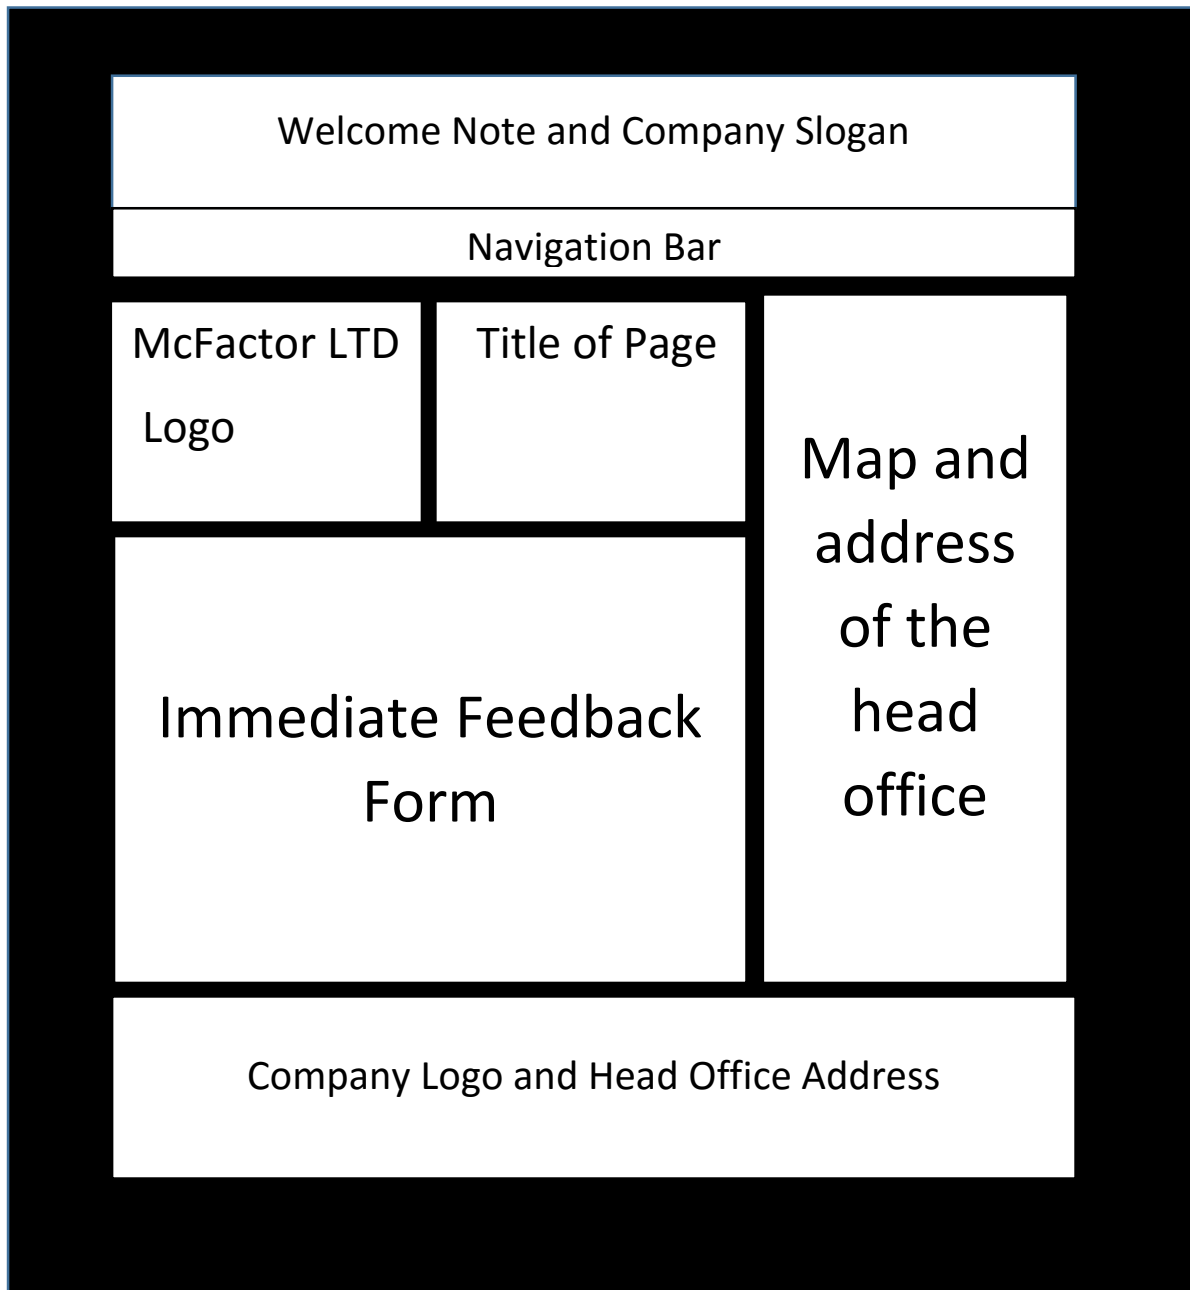 Welcome Note and Company Slogan
Navigation Bar
McFactor LTD
Logo
Title of Page
Map and
address
of the
head
office
Immediate Feedback
Form
Company Logo and Head Office Address